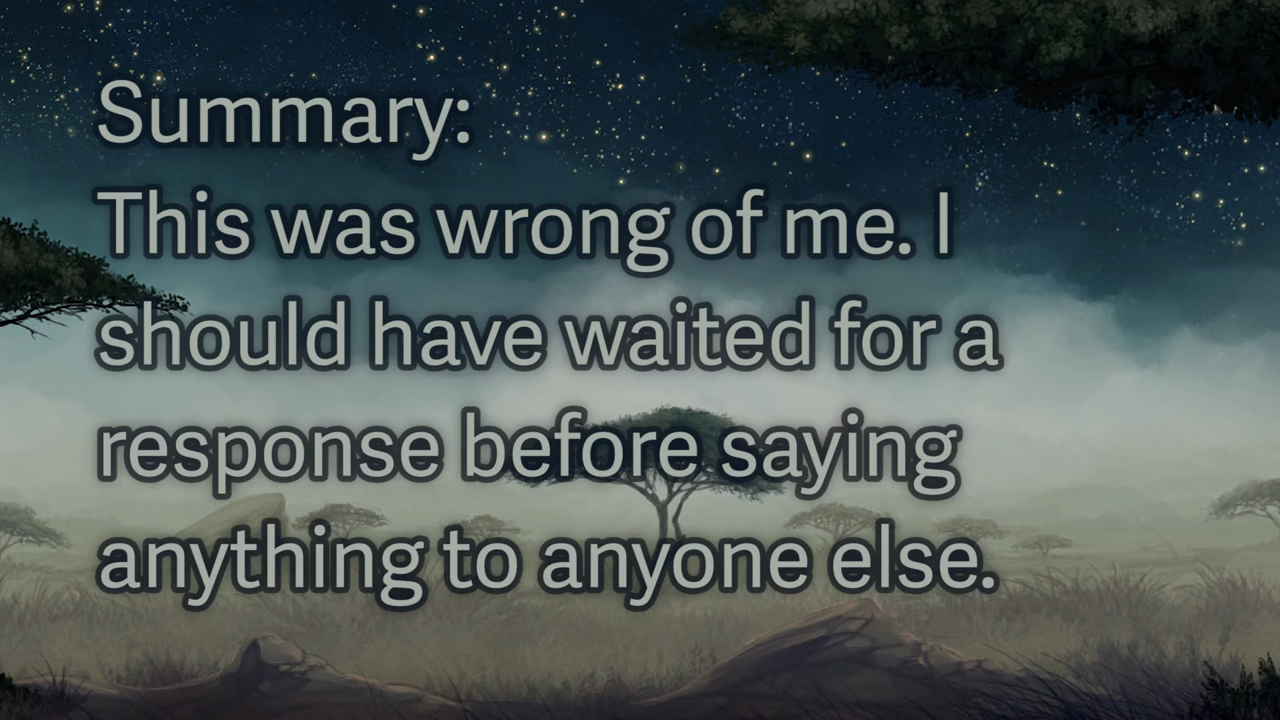 Summary:
This was wrong of me. I
should have waited for a
response before saying
anything to anyone else.